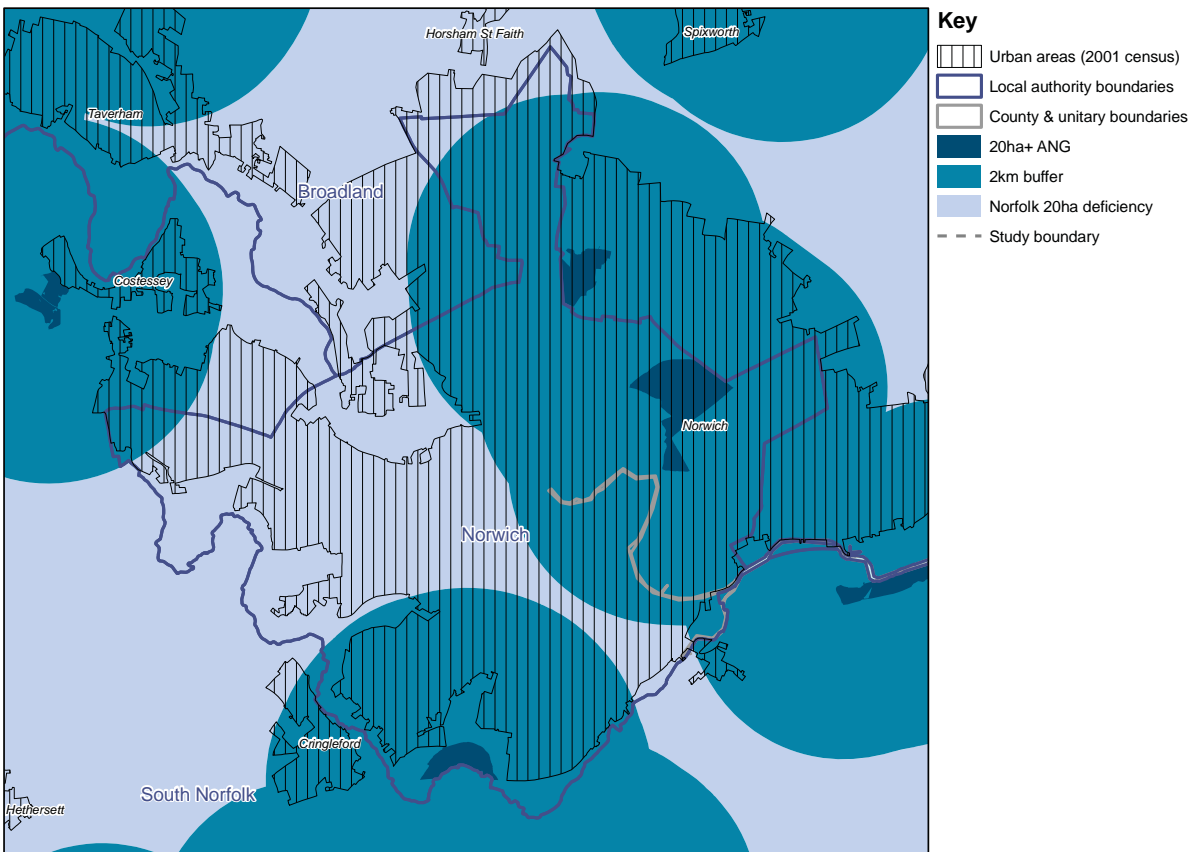 Horsham St Faith
Spixworth
Taverham
Broadland
Costessey
Norwich
Norwich
Cringleford
South Norfolk
Hethersett
Key
Urban areas (2001 census)
Local authority boundaries
County & unitary boundaries
20ha+ ANG
2km buffer
Norfolk 20ha deficiency
Study boundary